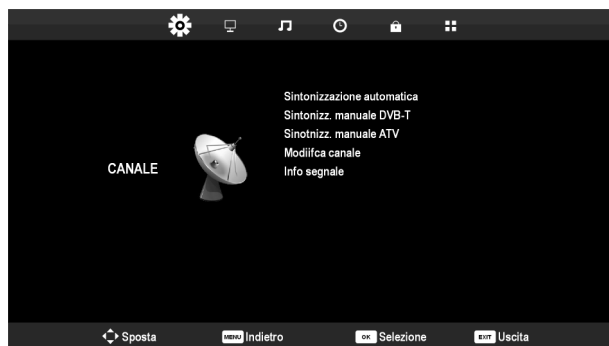 Sintonizzazione automatica
Sintonizz. manuale DVB-T
Sinotnizz. manuale ATV
Modiifca canale
CANALE
Info segnale
Sposta MENU Indietro OK Selezione EXIT Uscita